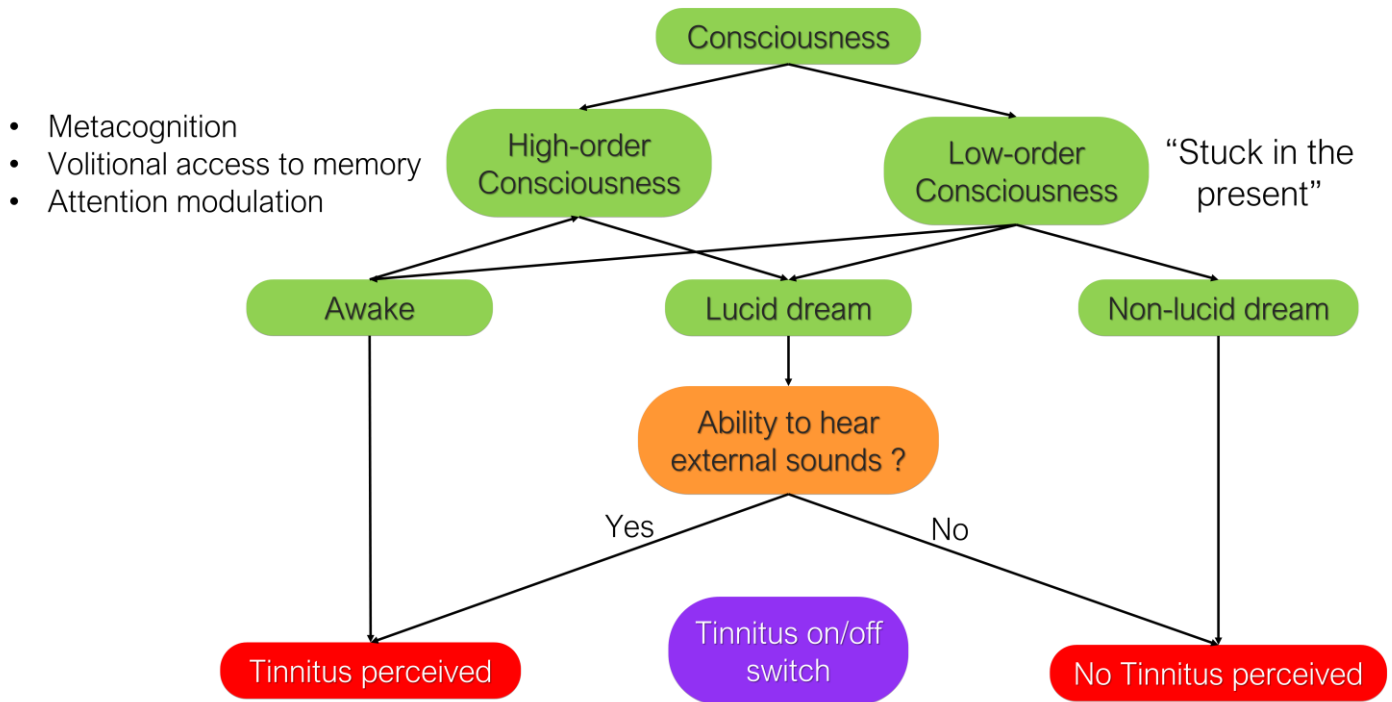 Consciousness
• Metacognition
• Volitional access to memory
• Attention modulation
High-order
Consciousness
Low-order
Consciousness
“Stuck in the
present”
Awake
Lucid dream
Non-lucid dream
Ability to hear
external sounds ?
Yes
No
Tinnitus perceived
Tinnitus on/off
switch
No Tinnitus perceived